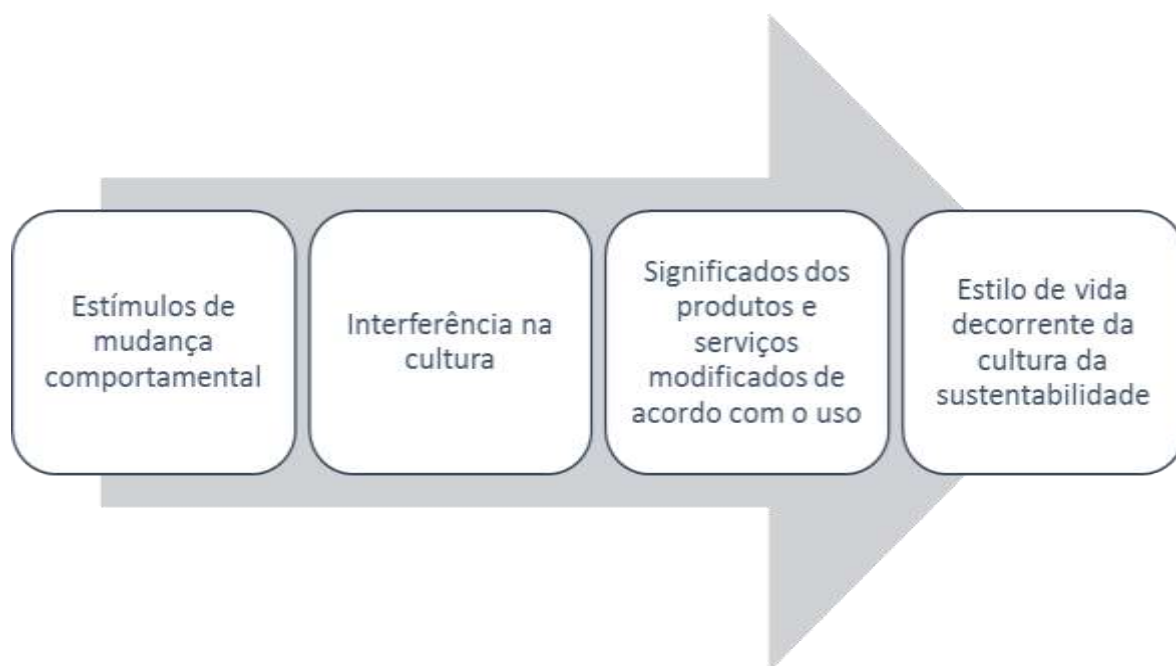 Estímulos de
mudança
comportamental
Interferência na
cultura
Significados dos
produtos e
serviços
modificados de
acordo com o uso
Estilo de vida
decorrente da
cultura da
sustentabilidade